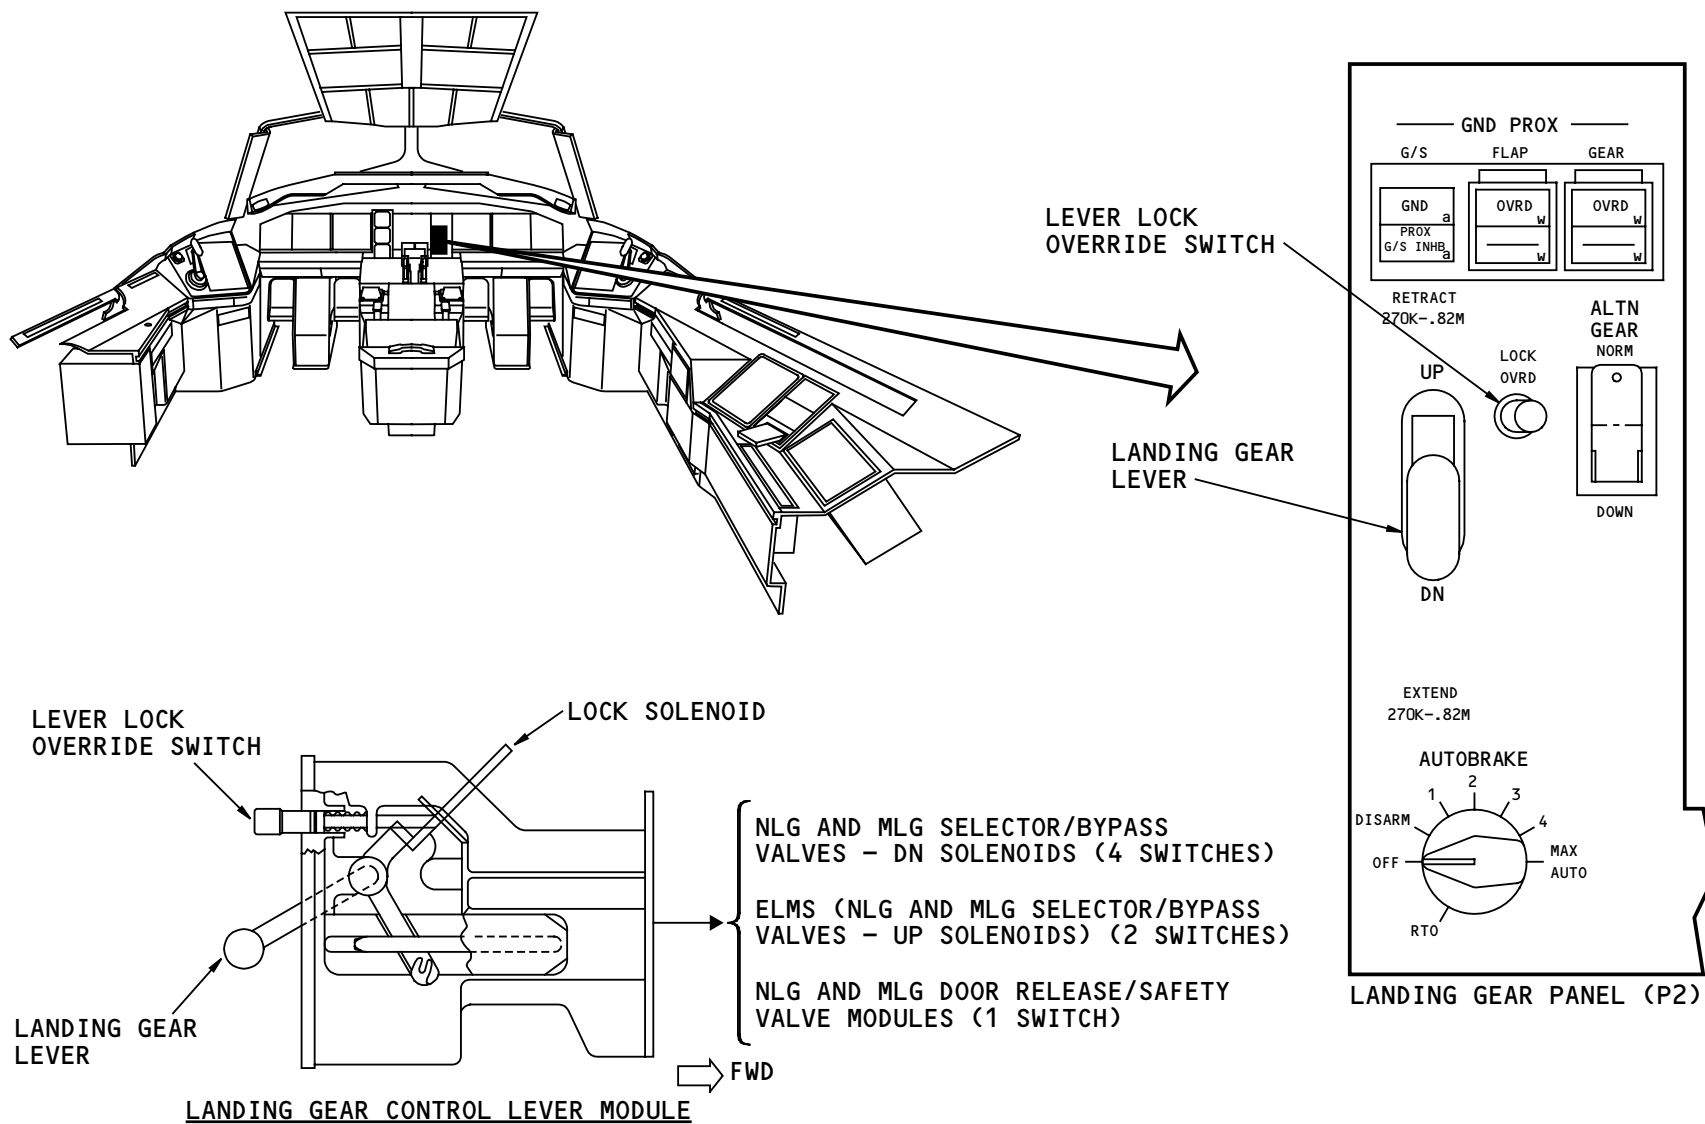 GND PROX
G/S FLAP GEAR
GND a
PROX
G/S INHB a
OVRD W
W
OVRD W
W
LEVER LOCK
OVERRIDE SWITCH
RETRACT
270K-.82M
ALTN
GEAR
NORM
LOCK
OVRD
UP
LANDING GEAR
LEVER
DOWN
DN
EXTEND
270K-.82M
AUTOBRAKE
DISARM
1
2
3
4
OFF
MAX
AUTO
RTO
LANDING GEAR PANEL (P2)
LEVER LOCK
OVERRIDE SWITCH
LOCK SOLENOID
NLG AND MLG SELECTOR/BYPASS
VALVES - DN SOLENOIDS (4 SWITCHES)
ELMS (NLG AND MLG SELECTOR/BYPASS
VALVES - UP SOLENOIDS) (2 SWITCHES)
NLG AND MLG DOOR RELEASE/SAFETY
VALVE MODULES (1 SWITCH)
LANDING GEAR
LEVER
FWD
LANDING GEAR CONTROL LEVER MODULE